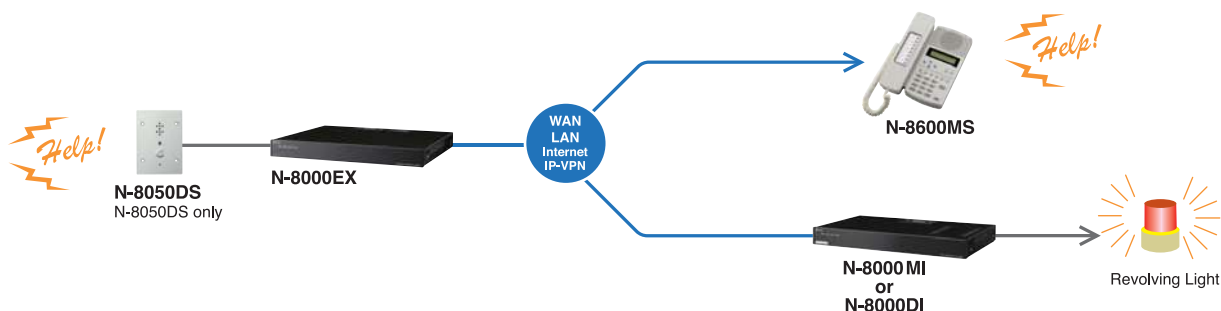 Help!
N-8050DS
N-8050DS only
N-8000EX
WAN
LAN
Internet
IP-VPN
N-8600MS
Help!
N-8000MI
or
N-8000DI
Revolving Light